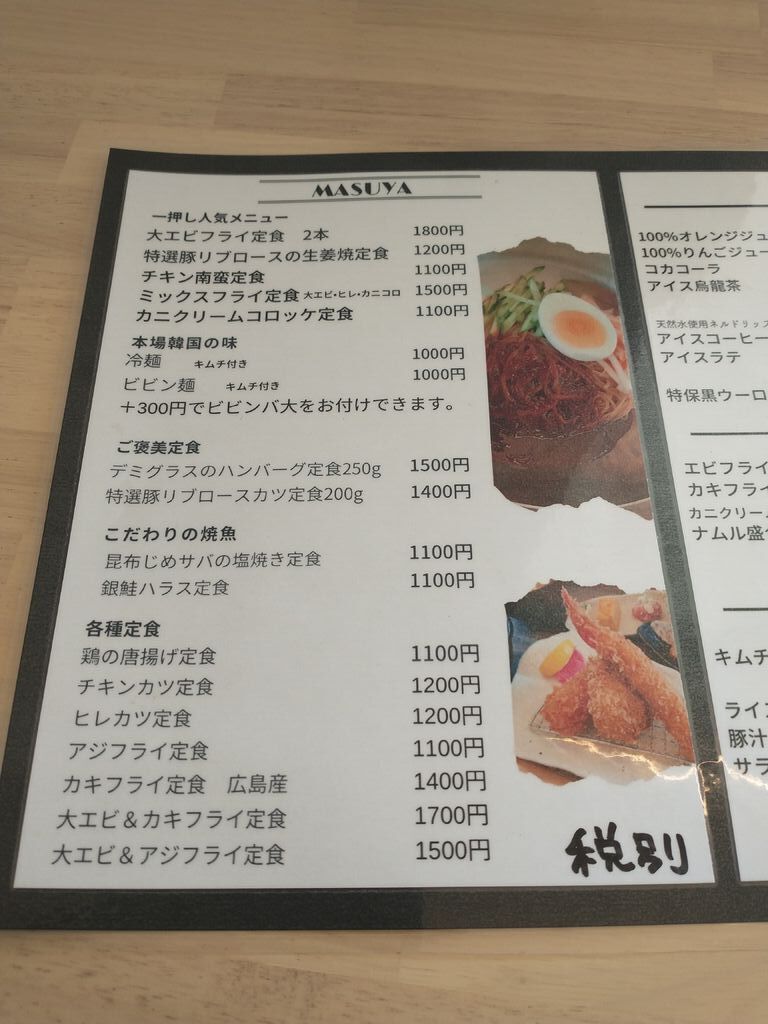 MASUYA
一押し人気メニュー
大エビフライ定食 2本 1800円
特選豚リブロースの生姜焼定食 1200円
チキン南蛮定食 1100円
ミックスフライ定食 大エビ・ヒレ・カニコロ 1500円
カニクリームコロッケ定食 1100円
本場韓国の味
冷麺 キムチ付き 1000円
ビビン麺 キムチ付き 1000円
＋300円でビビンバ大をお付けできます。
ご褒美定食
デミグラスのハンバーグ定食250g 1500円
特選豚リブロースカツ定食200g 1400円
こだわりの焼魚
昆布じめサバの塩焼き定食 1100円
銀鮭ハラス定食 1100円
各種定食
鶏の唐揚げ定食 1100円
チキンカツ定食 1200円
ヒレカツ定食 1200円
アジフライ定食 1100円
カキフライ定食 広島産 1400円
大エビ＆カキフライ定食 1700円
大エビ＆アジフライ定食 1500円
税別
100%オレンジジュ
100%りんごジュー
コカコーラ
アイス烏龍茶
天然水使用ネルドリップ
アイスコーヒー
アイスラテ
特保黒ウーロ
エビフライ
カキフライ
カニクリーム
ナムル盛
キムチ
ライ
豚汁
サラ